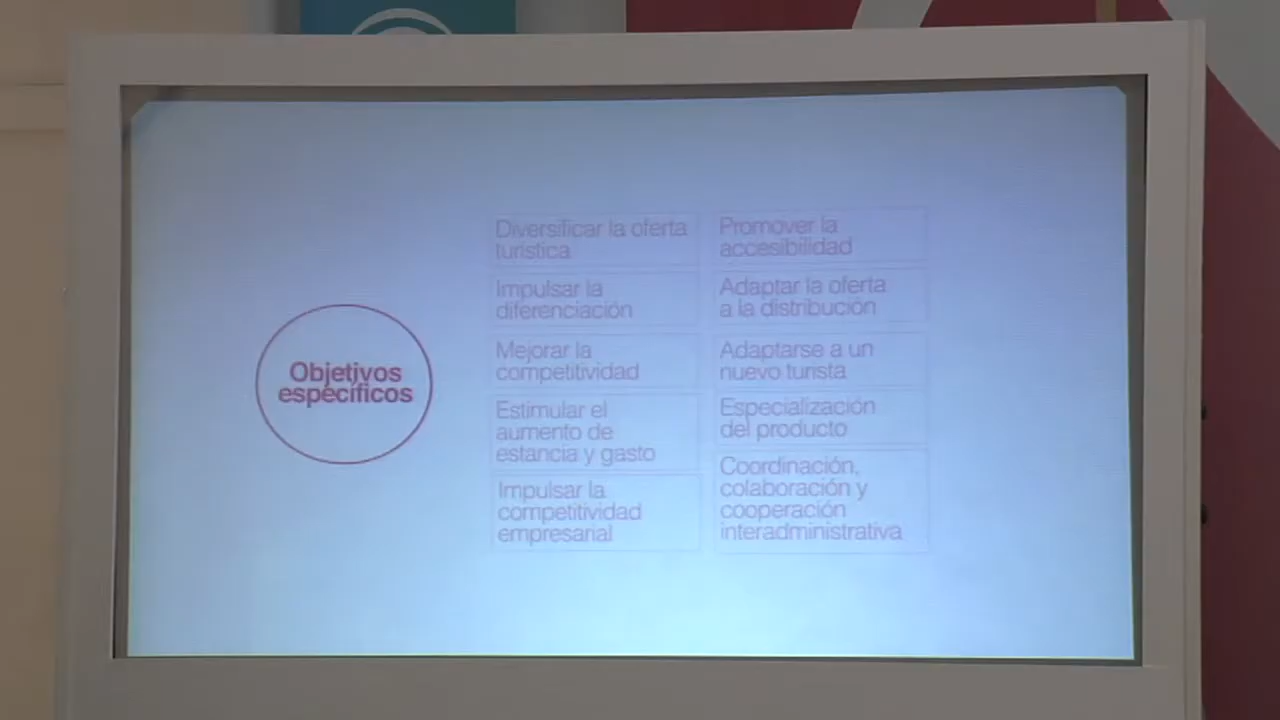 Objetivos
específicos
Diversificar la oferta
turística
Impulsar la
diferenciación
Mejorar la
competitividad
Estimular el
aumento de
estancia y gasto
Impulsar la
competitividad
empresarial
Promover la
accesibilidad
Adaptar la oferta
a la distribución
Adaptarse a un
nuevo turista
Especialización
del producto
Coordinación,
colaboración y
cooperación
interadministrativa